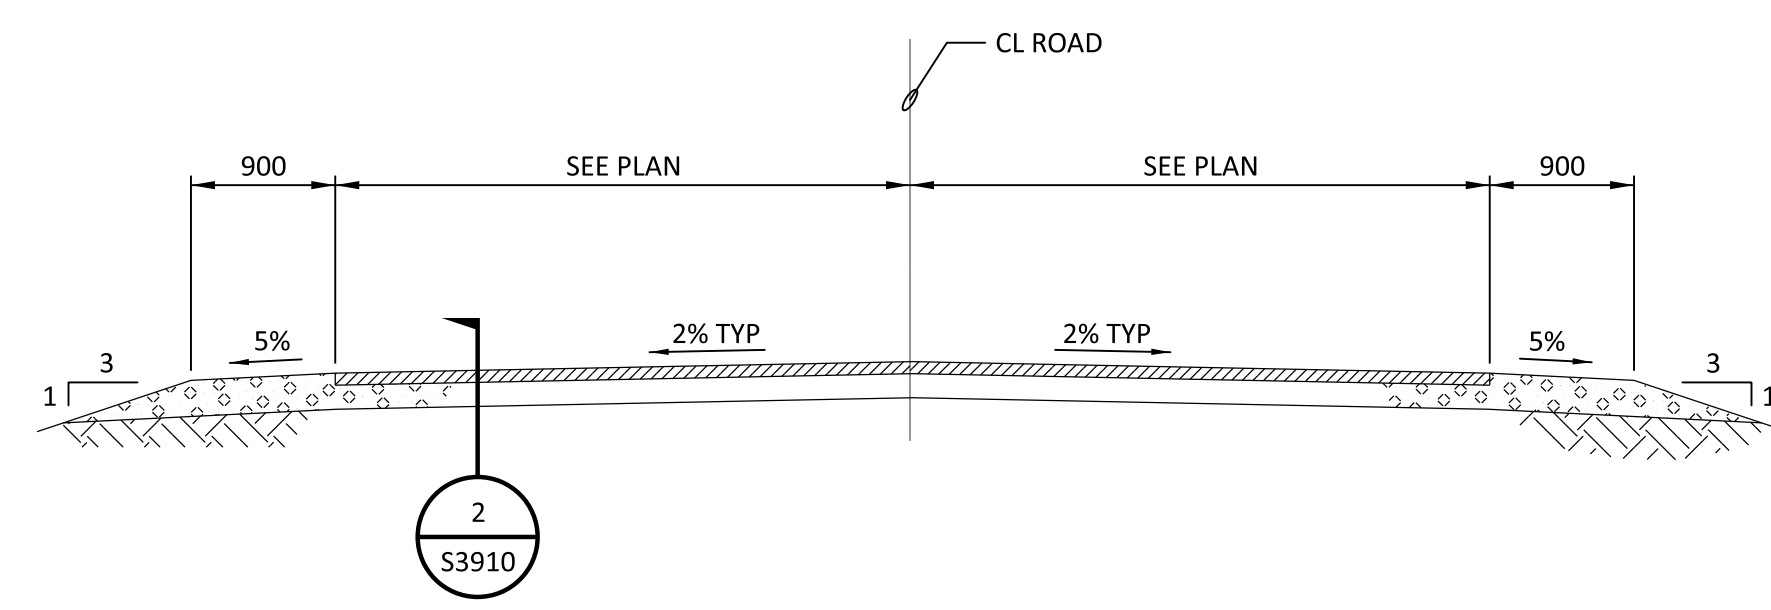 CL ROAD
900
SEE PLAN
SEE PLAN
900
5%
2% TYP
2% TYP
5%
3
1
3
1
2
S3910